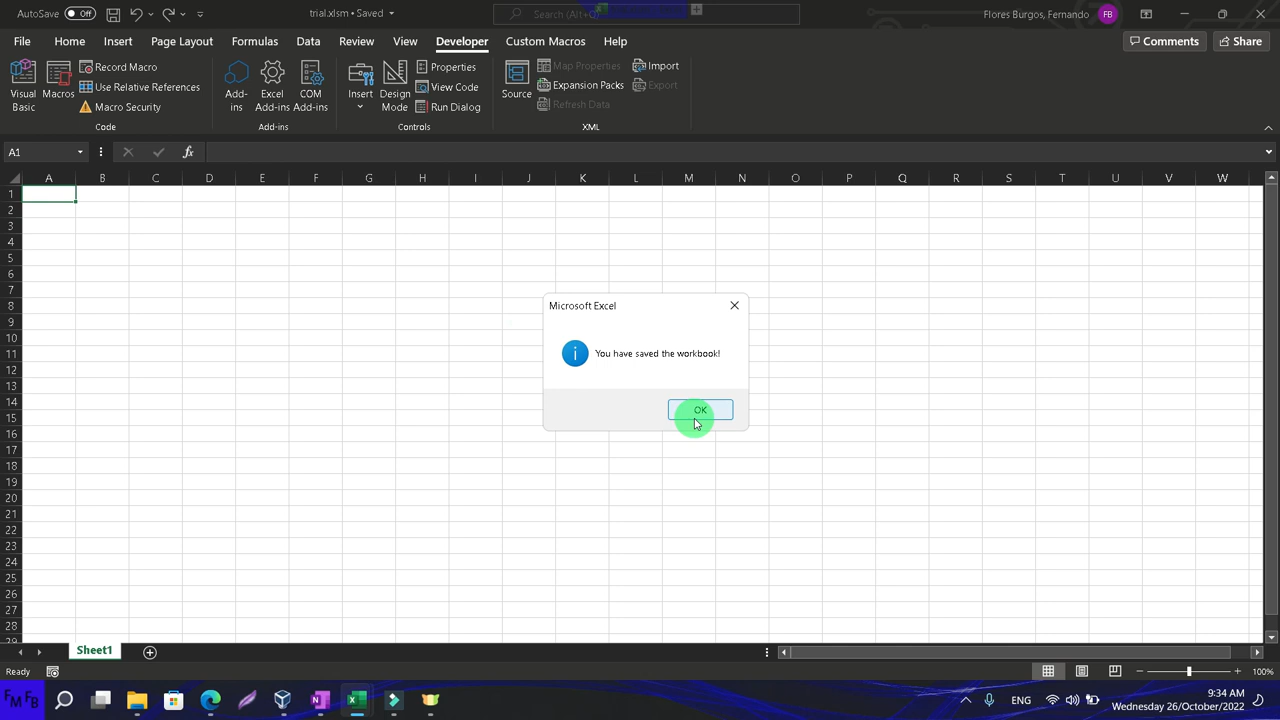 AutoSave Off trial.xlsm • Saved Search (Alt+Q) Flores Burgos, Fernando FB
File Home Insert Page Layout Formulas Data Review View Developer Custom Macros Help Comments Share
Visual Basic
Macros
Record Macro
Use Relative References
Macro Security
Code
Add-ins
Excel Add-ins
COM Add-ins
Add-ins
Insert
Design Mode
Properties
View Code
Run Dialog
Controls
Source
Map Properties
Expansion Packs
Refresh Data
Import
Export
XML
A1 fx
A B C D E F G H I J K L M N O P Q R S T U V W
1
2
3
4
5
6
7
8
9
10
11
12
13
14
15
16
17
18
19
20
21
22
23
24
25
26
27
28
29
Microsoft Excel
You have saved the workbook!
OK
Sheet1
Ready 100%
FM FB ENG 9:34 AM
Wednesday 26/October/2022